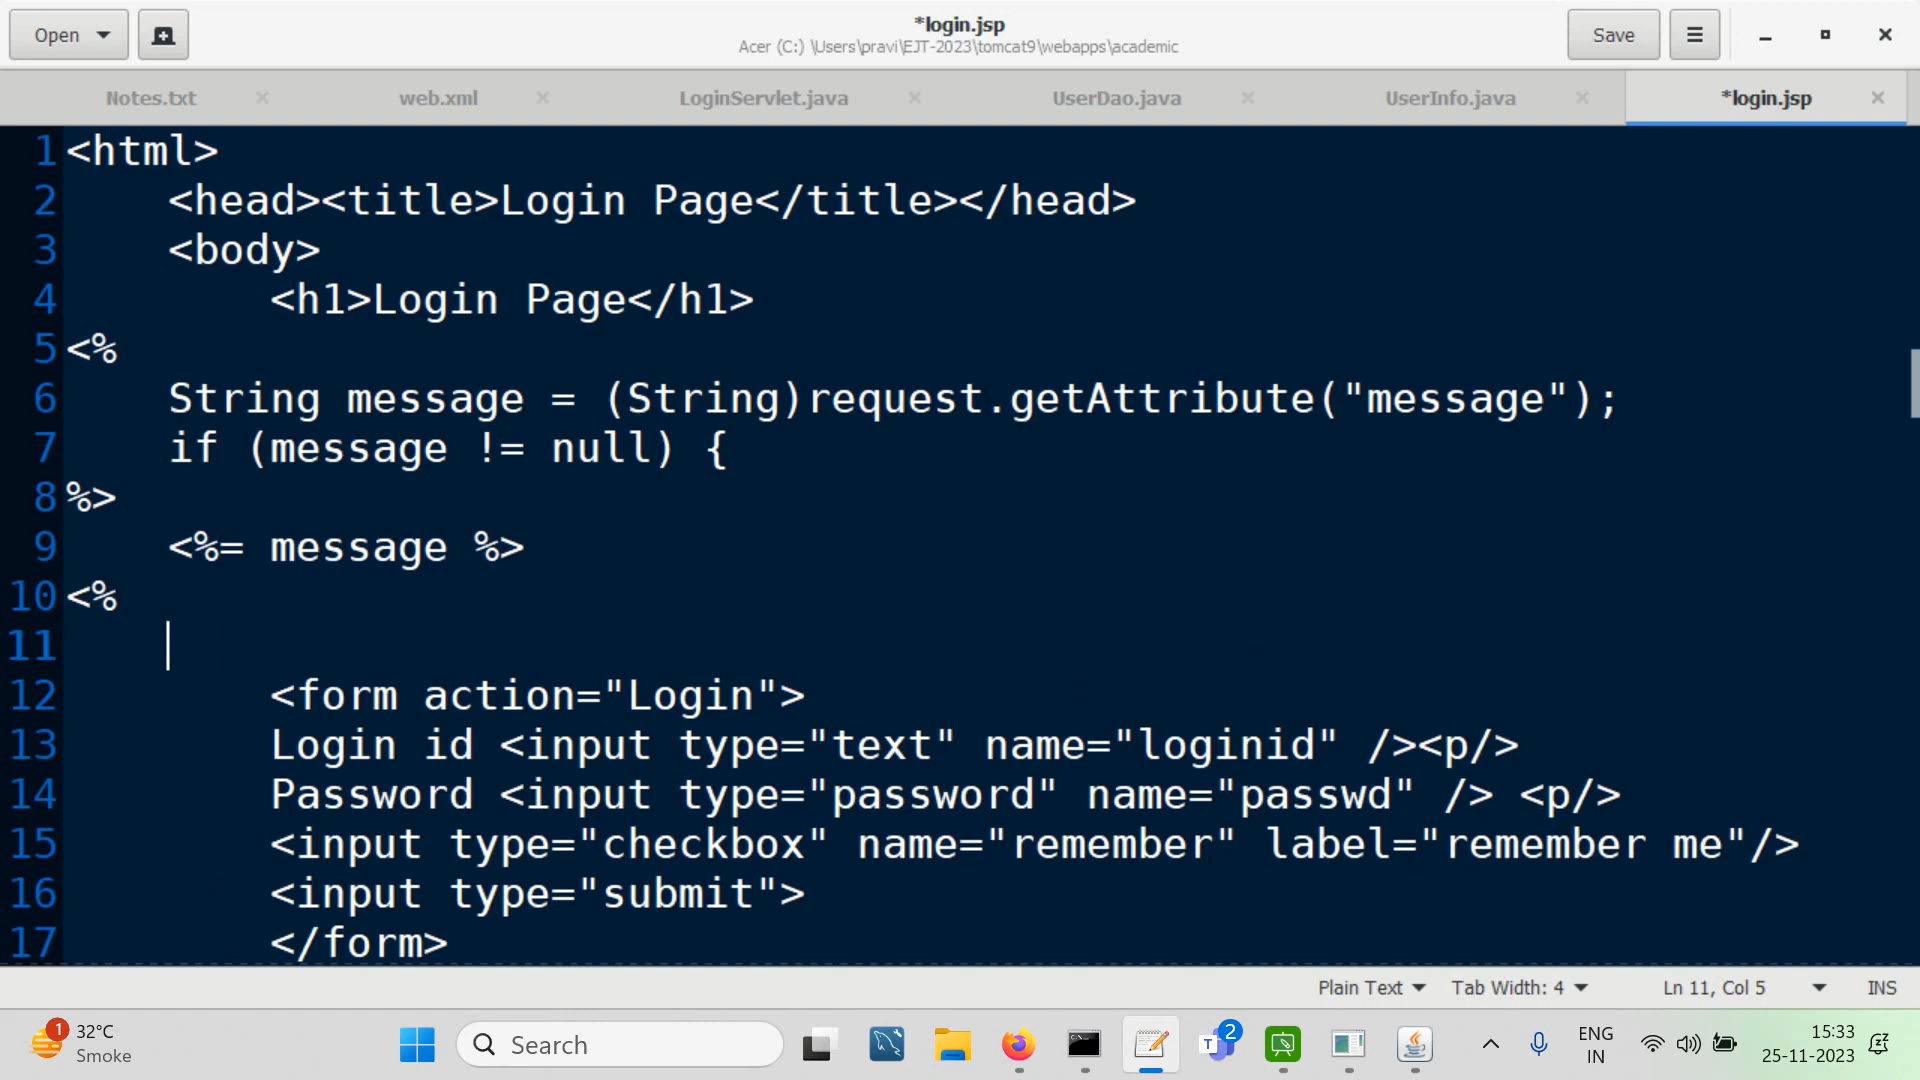 Open
*login.jsp
Acer (C:) \Users\pravi\EJT-2023\tomcat9\webapps\academic
Save
Notes.txt
web.xml
LoginServlet.java
UserDao.java
UserInfo.java
*login.jsp
1 <html>
2 <head><title>Login Page</title></head>
3 <body>
4 <h1>Login Page</h1>
5 <%
6 String message = (String)request.getAttribute("message");
7 if (message != null) {
8 %>
9 <%= message %>
10 <%
11
12 <form action="Login">
13 Login id <input type="text" name="loginid" /><p/>
14 Password <input type="password" name="passwd" /> <p/>
15 <input type="checkbox" name="remember" label="remember me"/>
16 <input type="submit">
17 </form>
Plain Text
Tab Width: 4
Ln 11, Col 5
INS
1
32°C
Smoke
Search
T
2
ENG
IN
15:33
25-11-2023